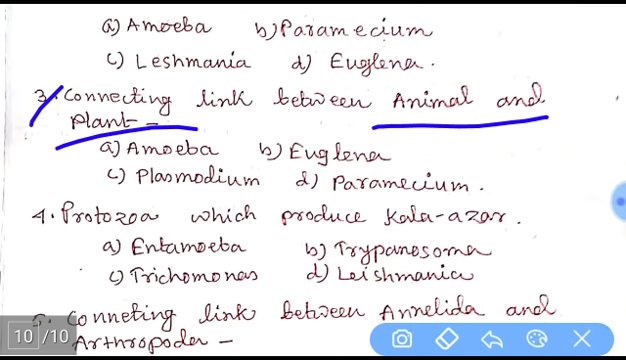 a) Amoeba b) Paramecium
c) Leshmania d) Euglena.
3. Connecting link between Animal and
Plant -
a) Amoeba b) Euglena
c) Plasmodium d) Paramecium.
4. Protozoa which produce Kala-azar.
a) Entamoeba b) Trypanosoma
c) Trichomonas d) Leishmania
5. Conneting link between Annelida and
Arthropoda -
10/10